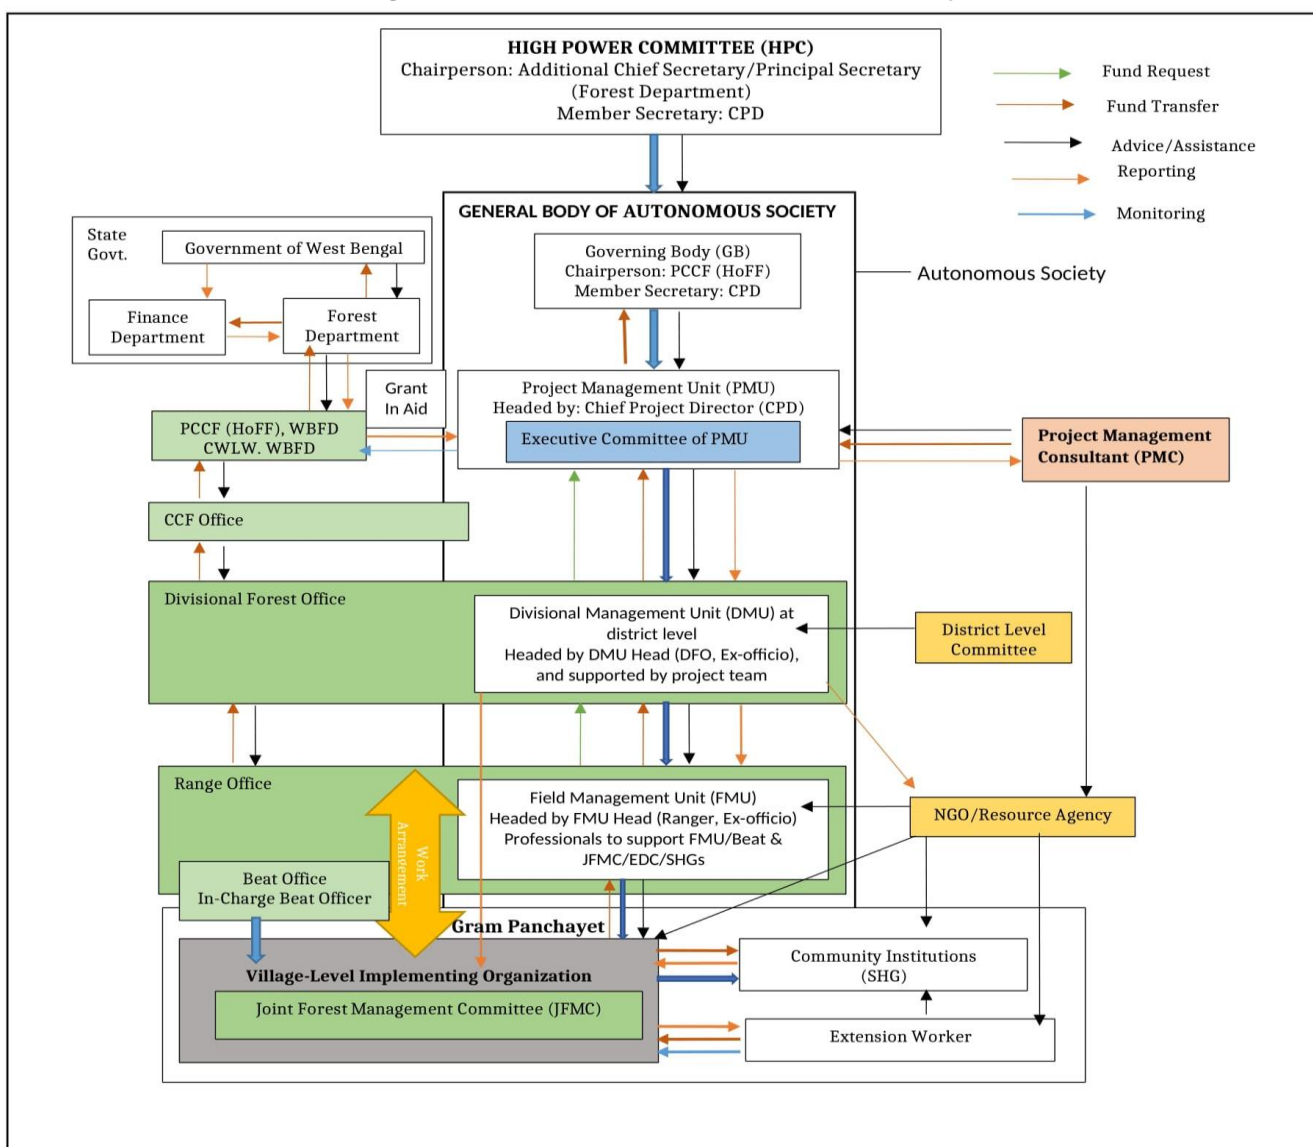 HIGH POWER COMMITTEE (HPC)
Chairperson: Additional Chief Secretary/Principal Secretary
(Forest Department)
Member Secretary: CPD
Fund Request
Fund Transfer
Advice/Assistance
Reporting
Monitoring
GENERAL BODY OF AUTONOMOUS SOCIETY
State
Govt.
Government of West Bengal
Finance
Department
Forest
Department
Governing Body (GB)
Chairperson: PCCF (HoFF)
Member Secretary: CPD
Autonomous Society
Grant
In Aid
Project Management Unit (PMU)
Headed by: Chief Project Director (CPD)
Executive Committee of PMU
PCCF (HoFF), WBFD
CWLW. WBFD
Project Management
Consultant (PMC)
CCF Office
Divisional Forest Office
Divisional Management Unit (DMU) at
district level
Headed by DMU Head (DFO, Ex-officio),
and supported by project team
District Level
Committee
Range Office
Field Management Unit (FMU)
Headed by FMU Head (Ranger, Ex-officio)
Professionals to support FMU/Beat &
JFMC/EDC/SHGs
NGO/Resource Agency
Work
Arrangement
Beat Office
In-Charge Beat Officer
Gram Panchayet
Village-Level Implementing Organization
Joint Forest Management Committee (JFMC)
Community Institutions
(SHG)
Extension Worker